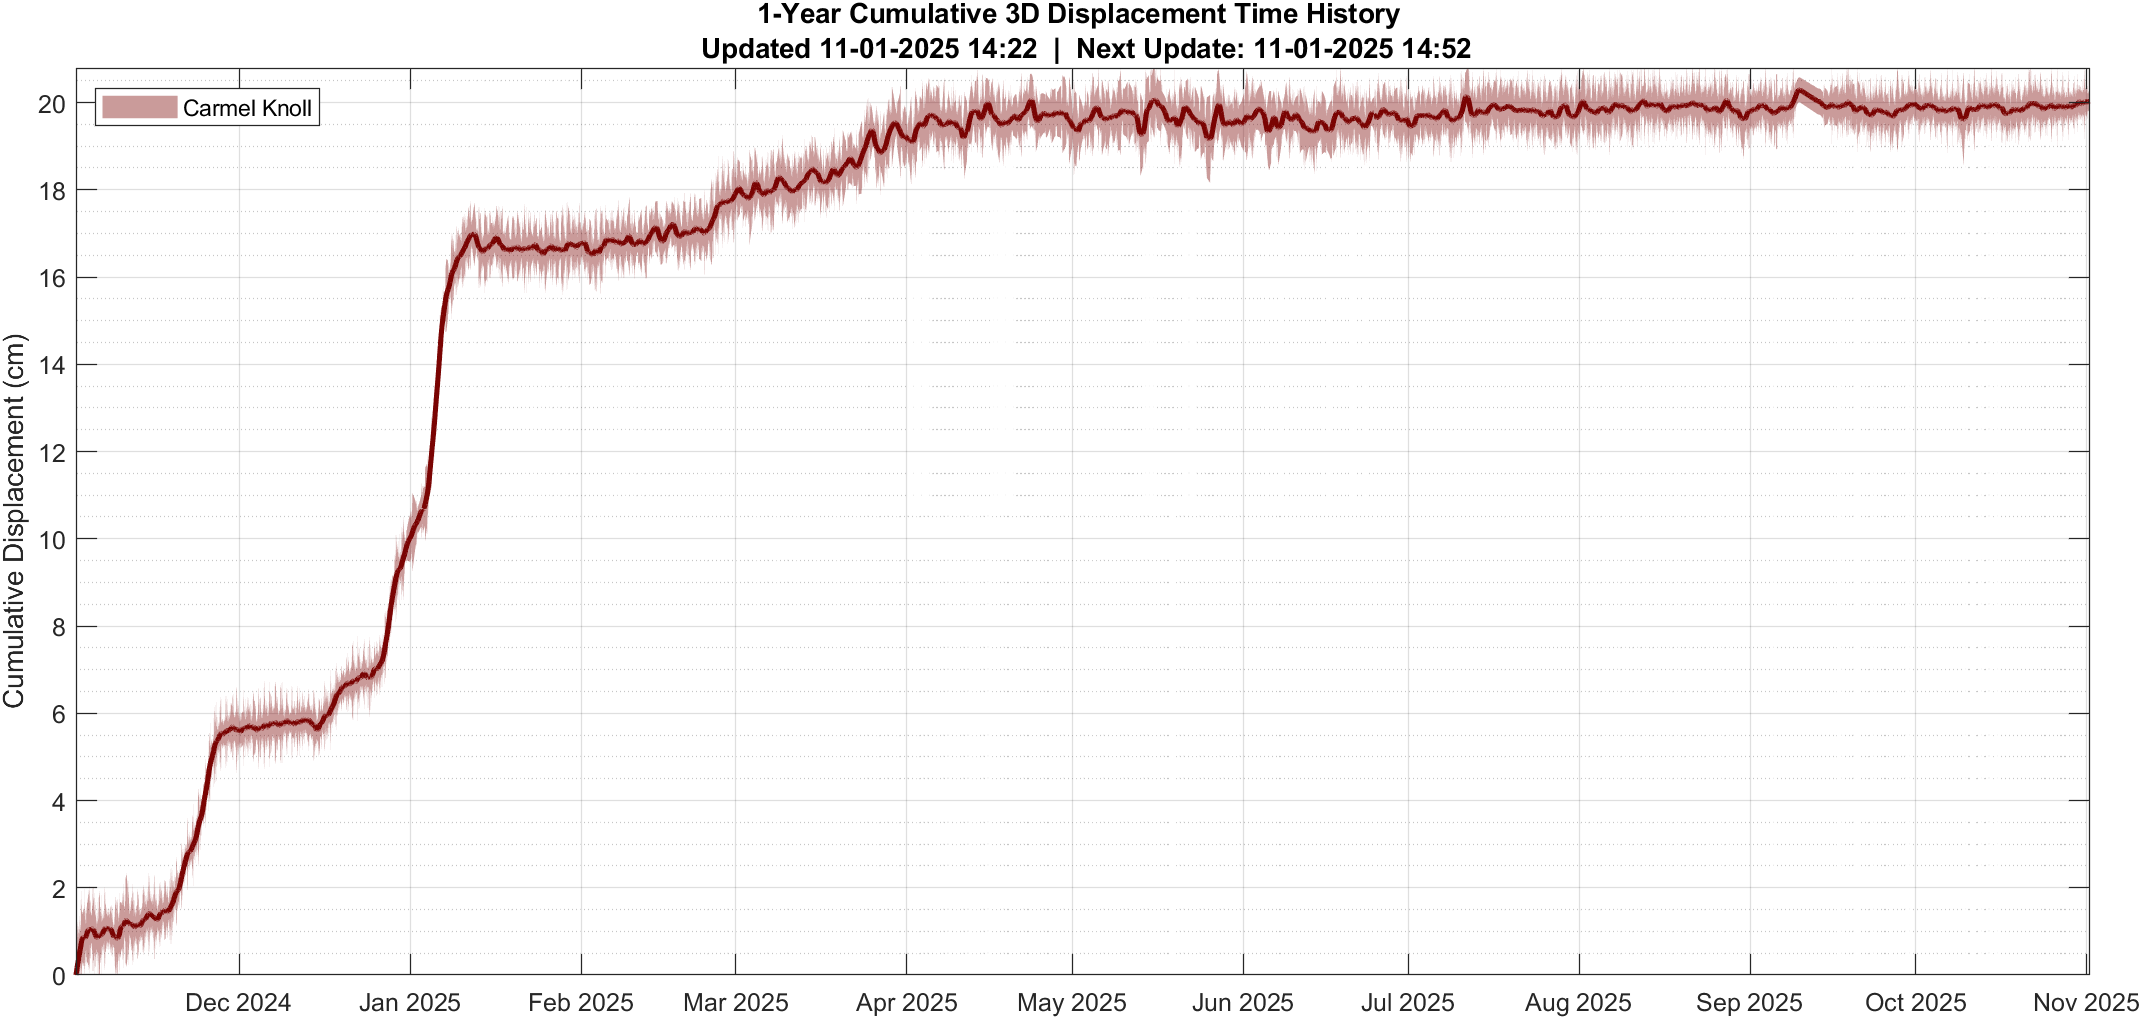 1-Year Cumulative 3D Displacement Time History
Updated 11-01-2025 14:22 | Next Update: 11-01-2025 14:52
Carmel Knoll
Cumulative Displacement (cm)
20
18
16
14
12
10
8
6
4
2
0
Dec 2024 Jan 2025 Feb 2025 Mar 2025 Apr 2025 May 2025 Jun 2025 Jul 2025 Aug 2025 Sep 2025 Oct 2025 Nov 2025